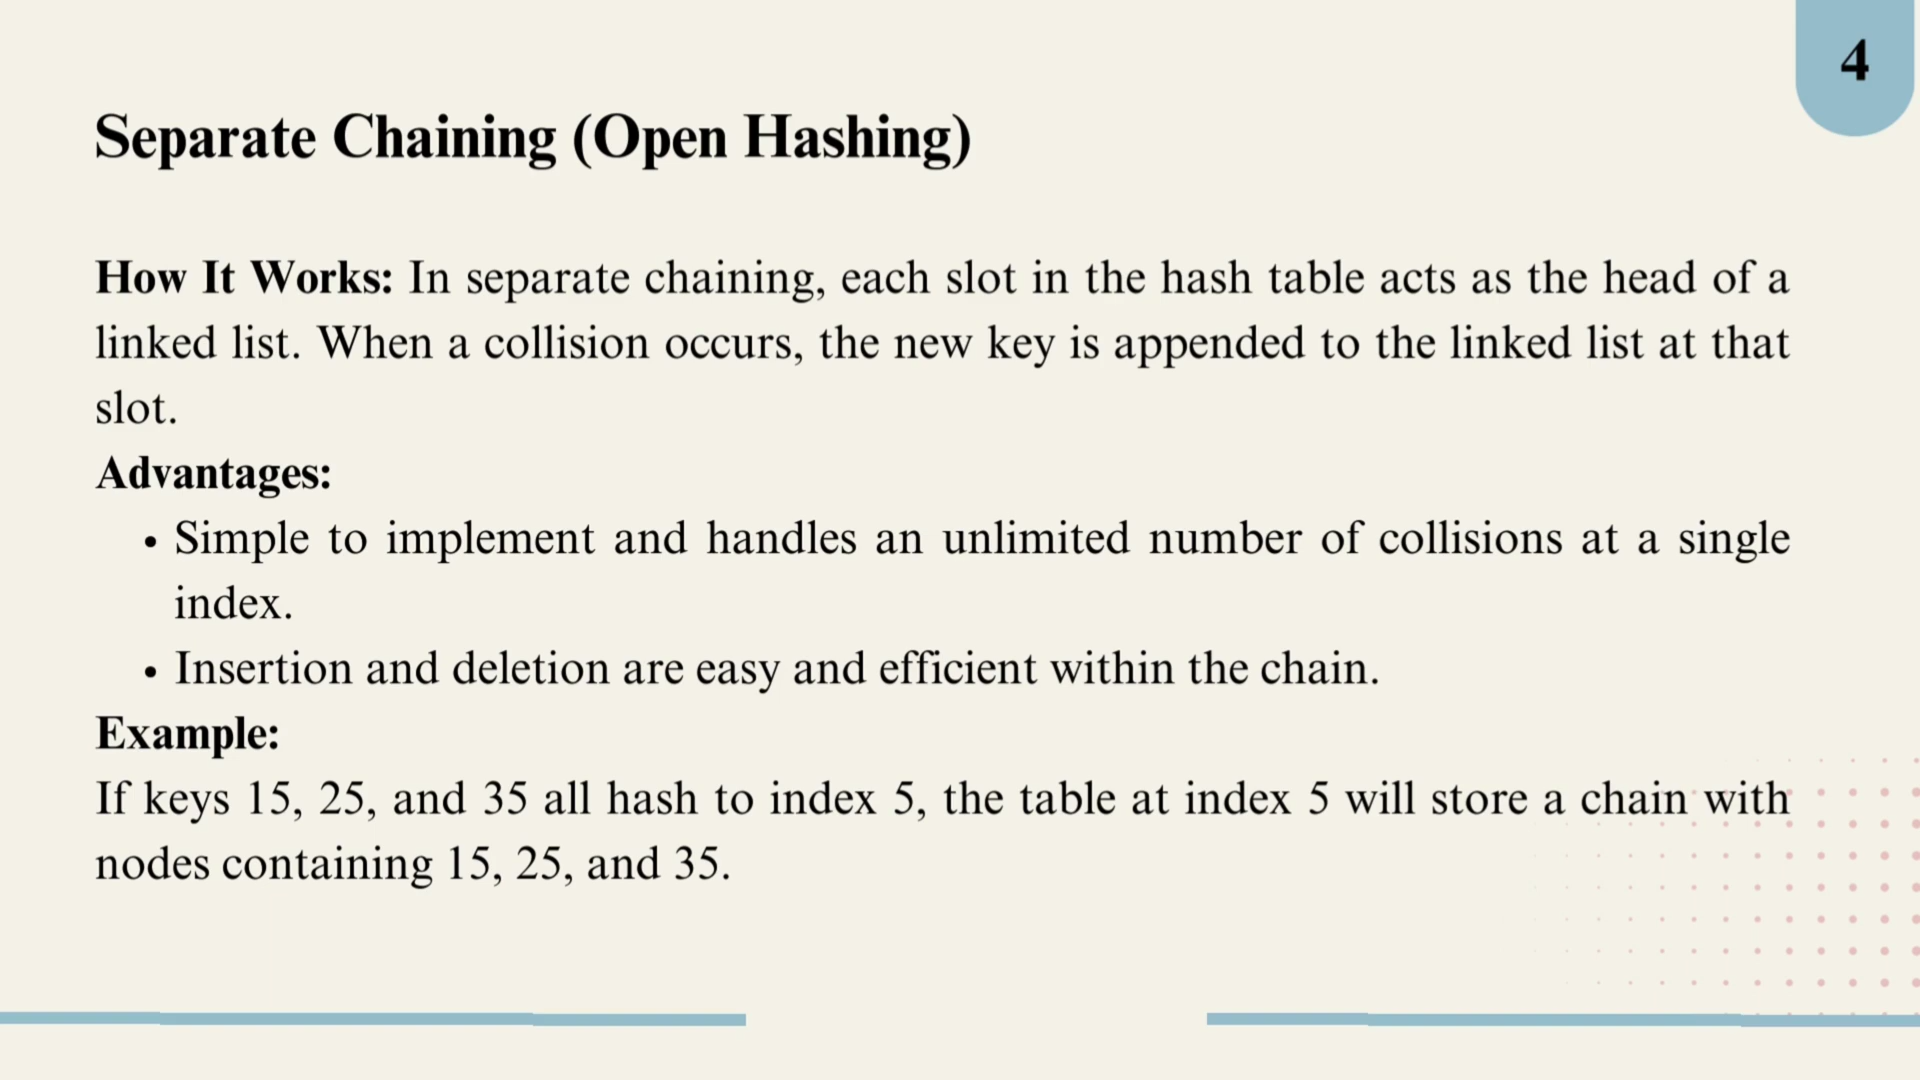 4
Separate Chaining (Open Hashing)
How It Works: In separate chaining, each slot in the hash table acts as the head of a
linked list. When a collision occurs, the new key is appended to the linked list at that
slot.
Advantages:
• Simple to implement and handles an unlimited number of collisions at a single
index.
• Insertion and deletion are easy and efficient within the chain.
Example:
If keys 15, 25, and 35 all hash to index 5, the table at index 5 will store a chain with
nodes containing 15, 25, and 35.